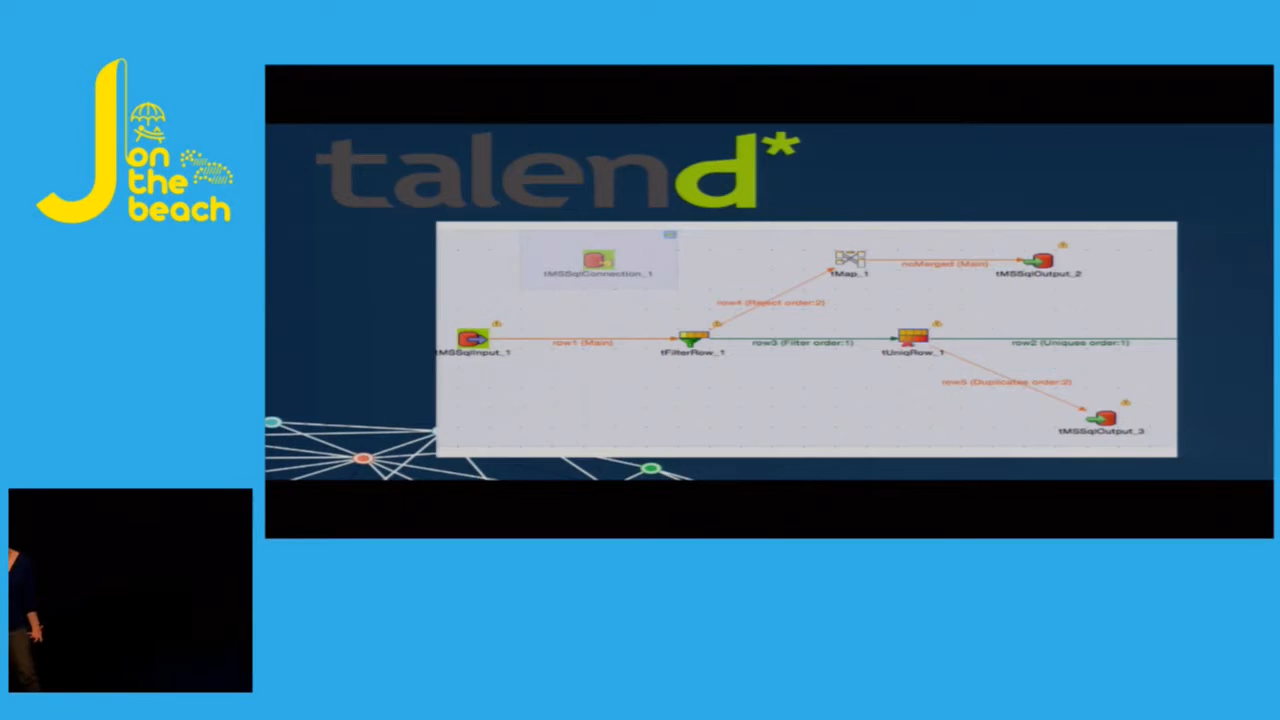 J on
the
beach
talend*
tMSSqlConnection_1
tMap_1
noMerged (Main)
tMSSqlOutput_2
row4 (Reject order:2)
tMSSqlInput_1
row1 (Main)
tFilterRow_1
row3 (Filter order:1)
tUniqRow_1
row2 (Uniques order:1)
row5 (Duplicates order:2)
tMSSqlOutput_3